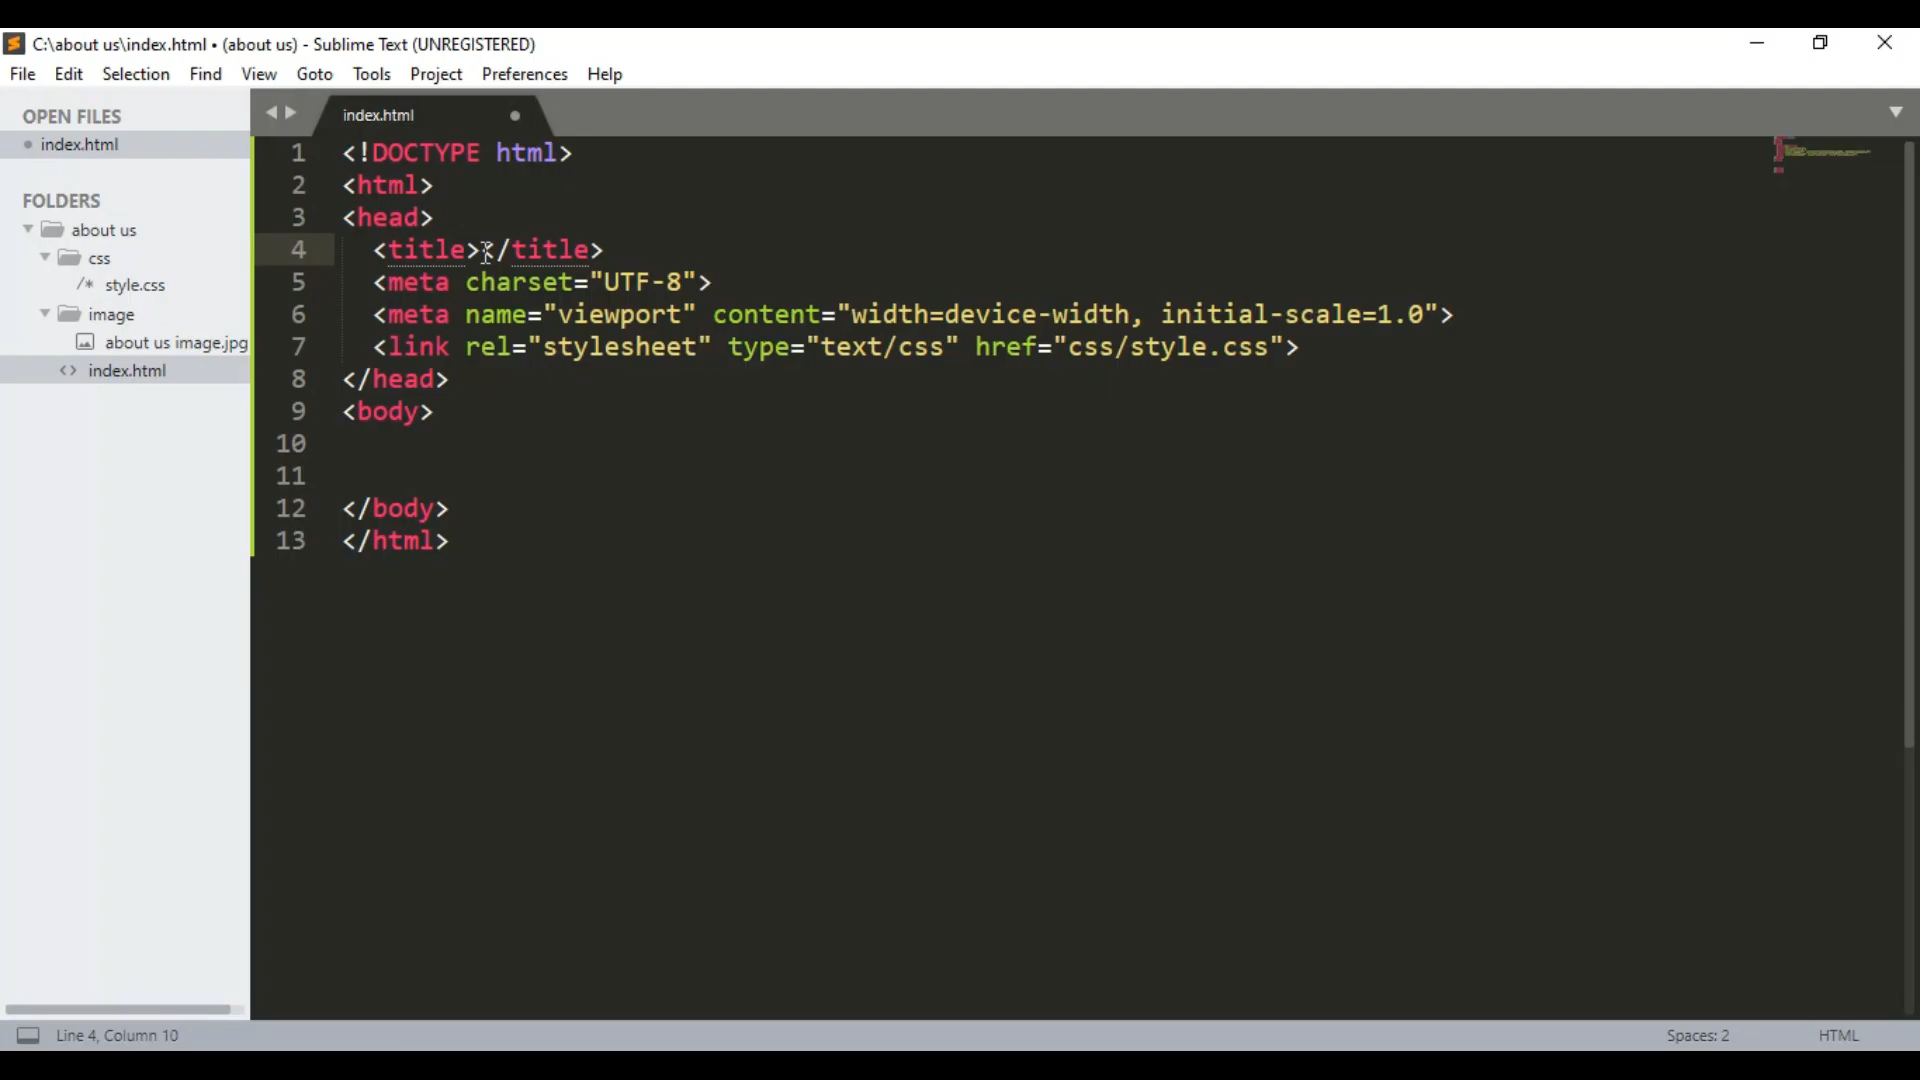 C:\about us\index.html • (about us) - Sublime Text (UNREGISTERED)
File Edit Selection Find View Goto Tools Project Preferences Help
OPEN FILES
index.html
FOLDERS
about us
css
/* style.css
image
about us image.jpg
<> index.html
index.html
1 <!DOCTYPE html>
2 <html>
3 <head>
4 <title></title>
5 <meta charset="UTF-8">
6 <meta name="viewport" content="width=device-width, initial-scale=1.0">
7 <link rel="stylesheet" type="text/css" href="css/style.css">
8 </head>
9 <body>
10
11
12 </body>
13 </html>
Line 4, Column 10
Spaces: 2
HTML